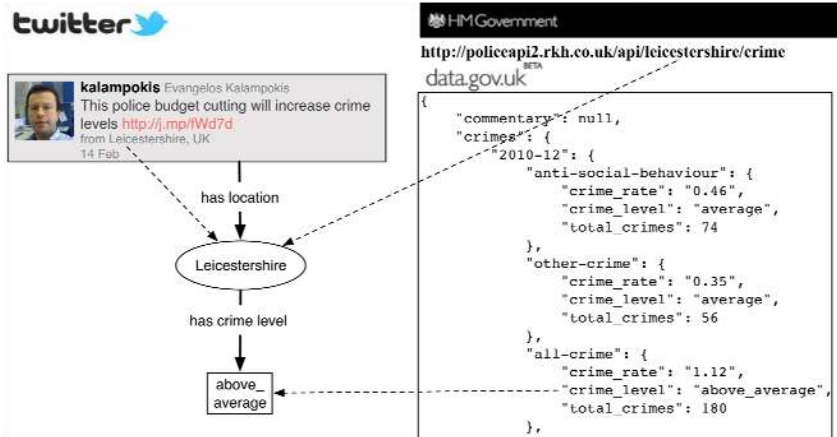 twitter
kalampokis Evangelos Kalampokis
This police budget cutting will increase crime
levels http://j.mp/fWd7d
from Leicestershire, UK
14 Feb
has location
Leicestershire
has crime level
above_
average
HM Government
http://policeapi2.rkh.co.uk/api/leicestershire/crime
data.gov.uk BETA
{
"commentary": null,
"crimes": {
"2010-12": {
"anti-social-behaviour": {
"crime_rate": "0.46",
"crime_level": "average",
"total_crimes": 74
},
"other-crime": {
"crime_rate": "0.35",
"crime_level": "average",
"total_crimes": 56
},
"all-crime": {
"crime_rate": "1.12",
"crime_level": "above_average",
"total_crimes": 180
},